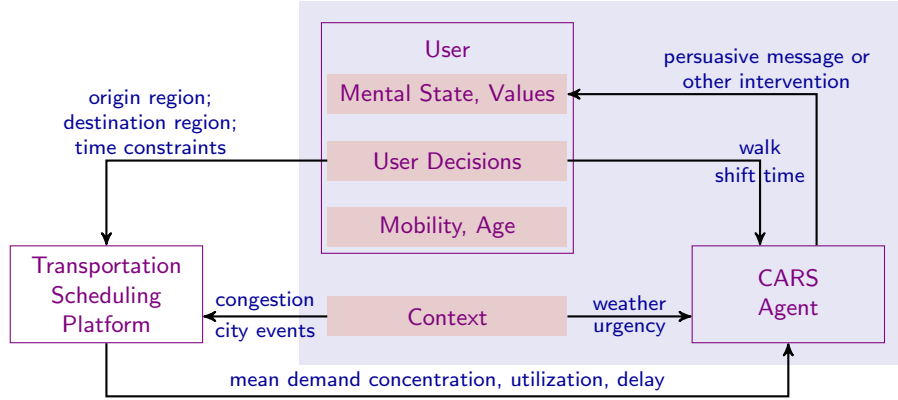 User
Mental State, Values
User Decisions
Mobility, Age
persuasive message or
other intervention
origin region;
destination region;
time constraints
walk
shift time
Transportation
Scheduling
Platform
congestion
city events
Context
weather
urgency
CARS
Agent
mean demand concentration, utilization, delay